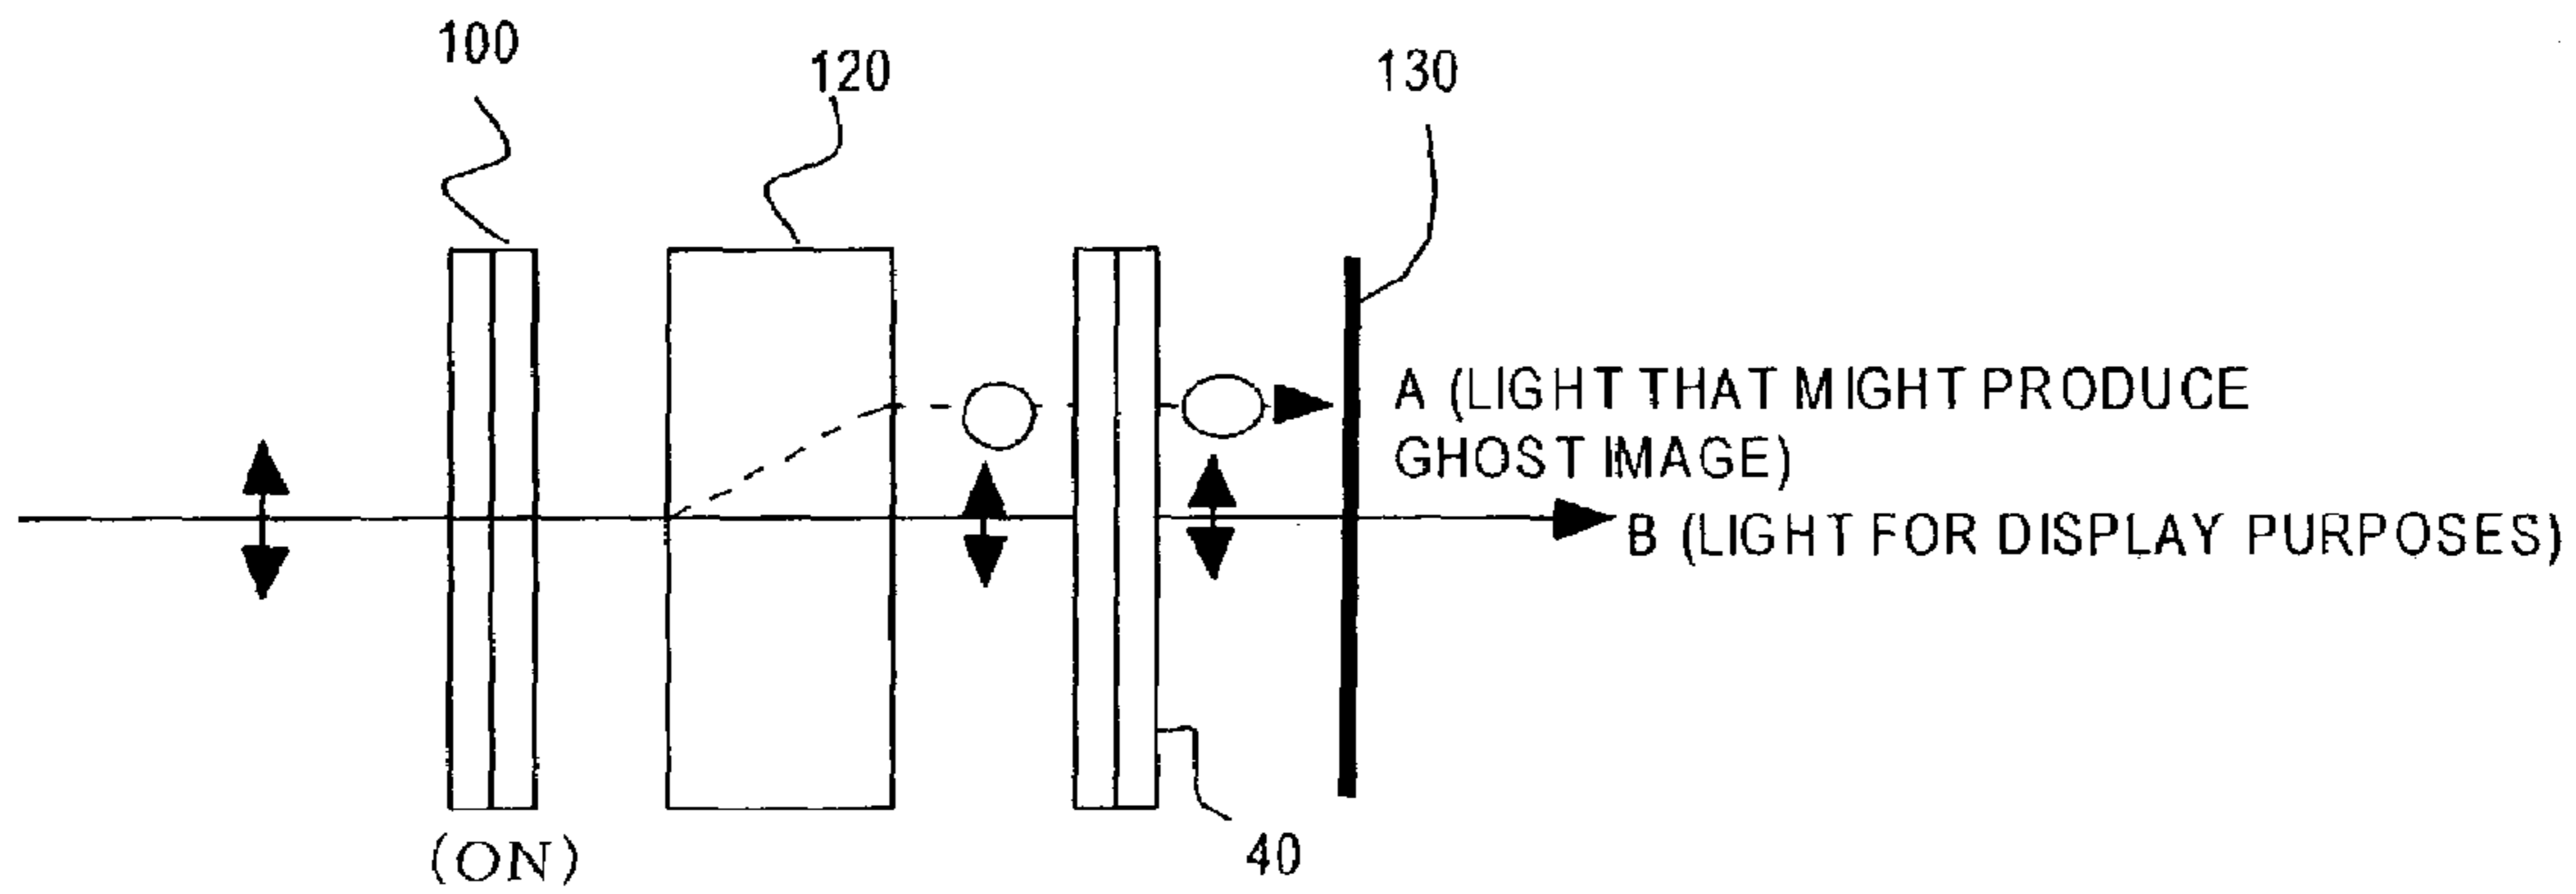 100
120
130
A (LIGHT THAT MIGHT PRODUCE
GHOST IMAGE)
B (LIGHT FOR DISPLAY PURPOSES)
40
(ON)